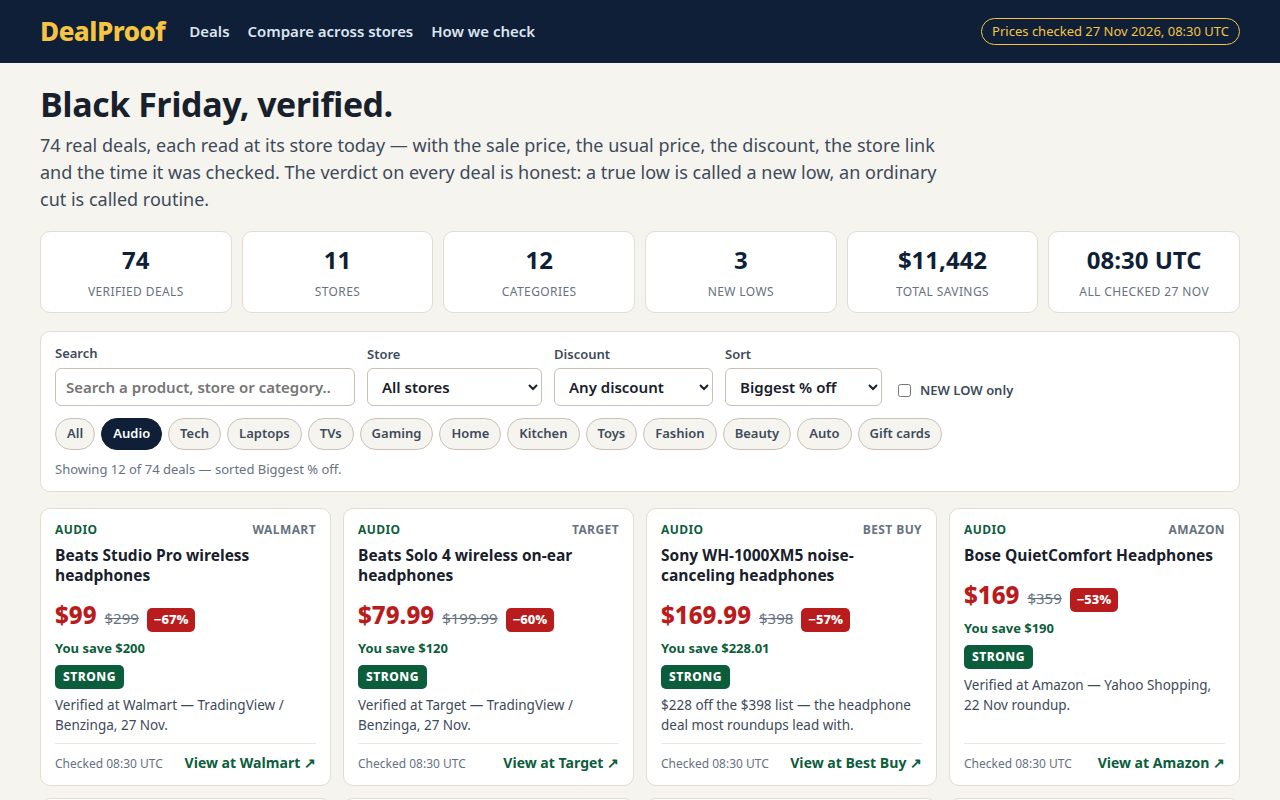 DealProof
Deals
Compare across stores
How we check
Prices checked 27 Nov 2026, 08:30 UTC
Black Friday, verified.
74 real deals, each read at its store today — with the sale price, the usual price, the discount, the store link
and the time it was checked. The verdict on every deal is honest: a true low is called a new low, an ordinary
cut is called routine.
74
VERIFIED DEALS
11
STORES
12
CATEGORIES
3
NEW LOWS
$11,442
TOTAL SAVINGS
08:30 UTC
ALL CHECKED 27 NOV
Search
Search a product, store or category..
Store
All stores
Discount
Any discount
Sort
Biggest % off
NEW LOW only
All
Audio
Tech
Laptops
TVs
Gaming
Home
Kitchen
Toys
Fashion
Beauty
Auto
Gift cards
Showing 12 of 74 deals — sorted Biggest % off.
AUDIO
WALMART
Beats Studio Pro wireless
headphones
$99 $299 −67%
You save $200
STRONG
Verified at Walmart — TradingView /
Benzinga, 27 Nov.
Checked 08:30 UTC
View at Walmart ↗
AUDIO
TARGET
Beats Solo 4 wireless on-ear
headphones
$79.99 $199.99 −60%
You save $120
STRONG
Verified at Target — TradingView /
Benzinga, 27 Nov.
Checked 08:30 UTC
View at Target ↗
AUDIO
BEST BUY
Sony WH-1000XM5 noise-
canceling headphones
$169.99 $398 −57%
You save $228.01
STRONG
$228 off the $398 list — the headphone
deal most roundups lead with.
Checked 08:30 UTC
View at Best Buy ↗
AUDIO
AMAZON
Bose QuietComfort Headphones
$169 $359 −53%
You save $190
STRONG
Verified at Amazon — Yahoo Shopping,
22 Nov roundup.
Checked 08:30 UTC
View at Amazon ↗